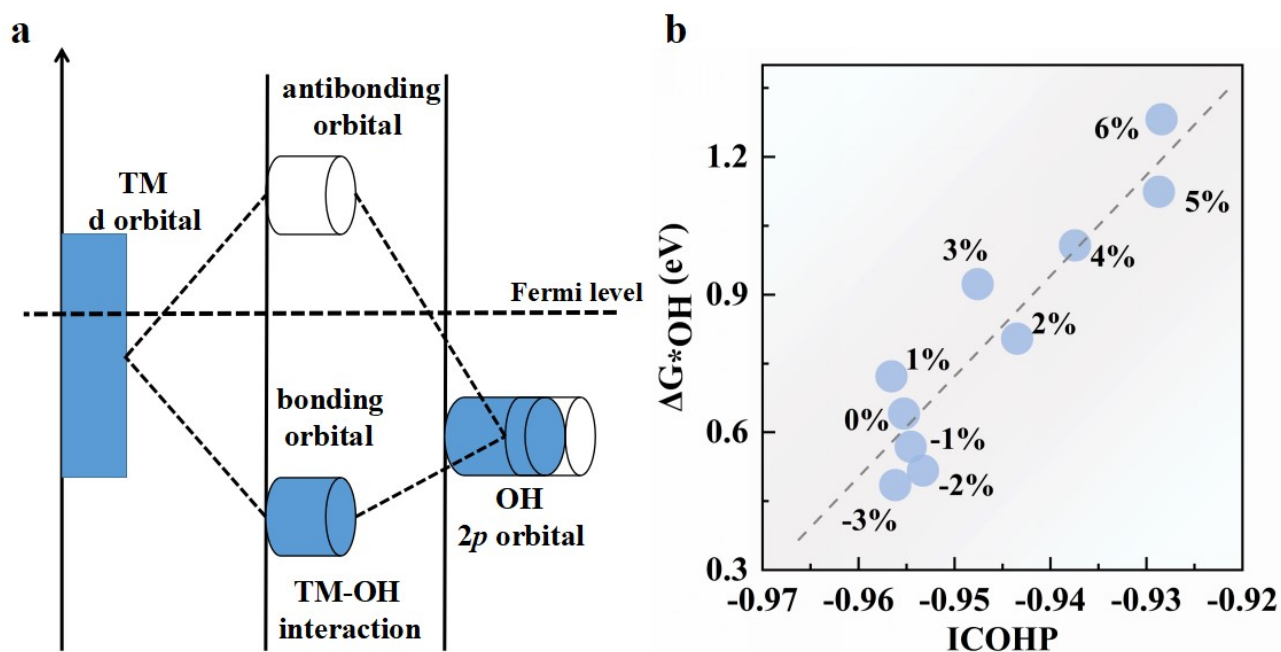 a
antibonding
orbital
TM
d orbital
Fermi level
bonding
orbital
OH
2p orbital
TM-OH
interaction
b
ΔG*OH (eV)
1.2
0.9
0.6
0.3
6%
5%
4%
3%
2%
1%
0%
-1%
-2%
-3%
-0.97 -0.96 -0.95 -0.94 -0.93 -0.92
ICOHP